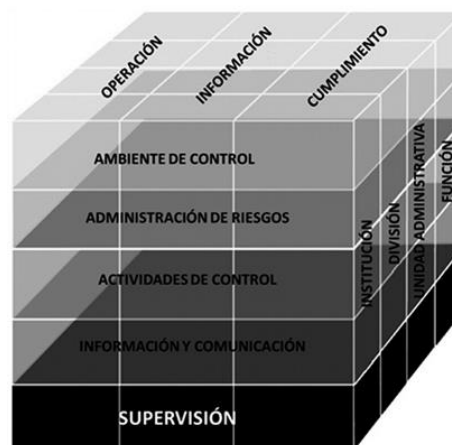 OPERACIÓN
INFORMACIÓN
CUMPLIMIENTO
AMBIENTE DE CONTROL
ADMINISTRACIÓN DE RIESGOS
ACTIVIDADES DE CONTROL
INFORMACIÓN Y COMUNICACIÓN
SUPERVISIÓN
INSTITUCIÓN
DIVISIÓN
UNIDAD ADMINISTRATIVA
FUNCIÓN